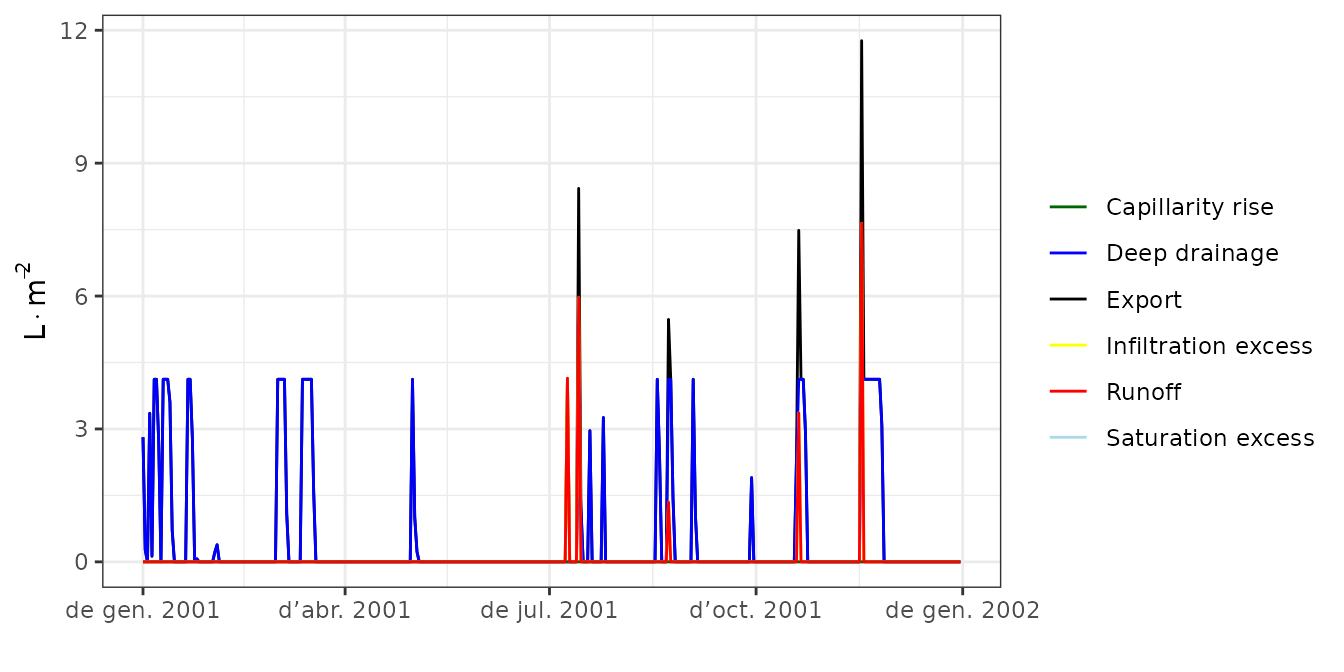 12
9
6
3
0
L · m⁻²
de gen. 2001
d’abr. 2001
de jul. 2001
d’oct. 2001
de gen. 2002
Capillarity rise
Deep drainage
Export
Infiltration excess
Runoff
Saturation excess